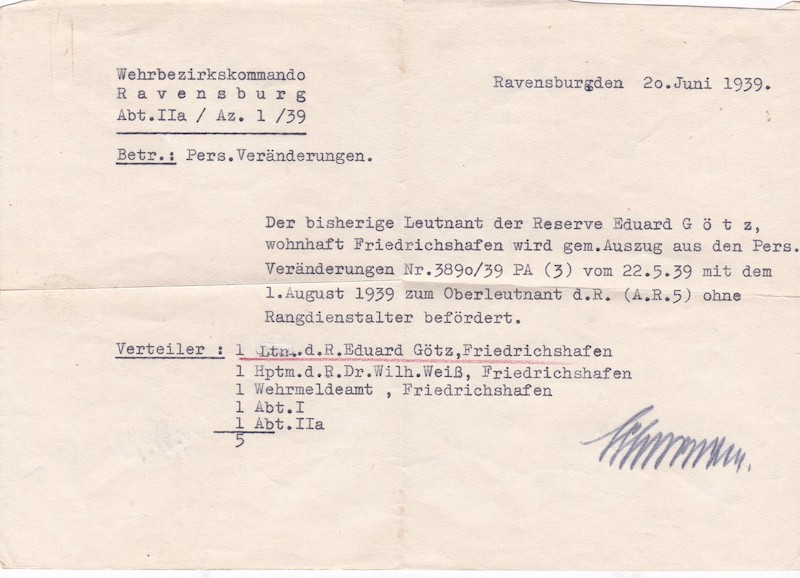 Wehrbezirkskommando
Ravensburgden 2o.Juni 1939.
R a v e n s b u r g
Abt.IIa / Az. 1 /39
Betr.: Pers.Veränderungen.
Der bisherige Leutnant der Reserve Eduard G ö t z,
wohnhaft Friedrichshafen wird gem.Auszug aus den Pers.
Veränderungen Nr.389o/39 PA (3) vom 22.5.39 mit dem
1.August 1939 zum Oberleutnant d.R. (A.R.5) ohne
Rangdienstalter befördert.
Verteiler : 1 Ltn.d.R.Eduard Götz,Friedrichshafen
1 Hptm.d.R.Dr.Wilh.Weiß, Friedrichshafen
1 Wehrmeldeamt , Friedrichshafen
1 Abt.I
1 Abt.IIa
5